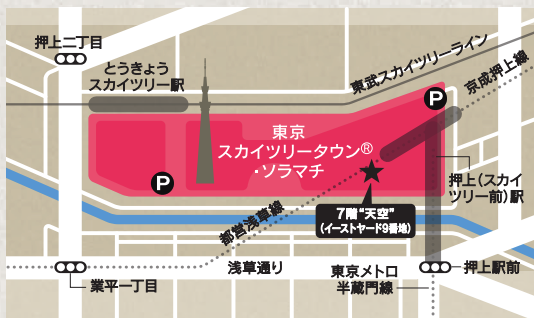 押上二丁目
とうきょう
スカイツリー駅
東武スカイツリーライン
京成押上線
P
東京
スカイツリータウン®
・ソラマチ
P
押上(スカイ
ツリー前)駅
7階“天空”
(イーストヤード9番地)
都営浅草線
浅草通り
東京メトロ
半蔵門線
押上駅前
業平一丁目